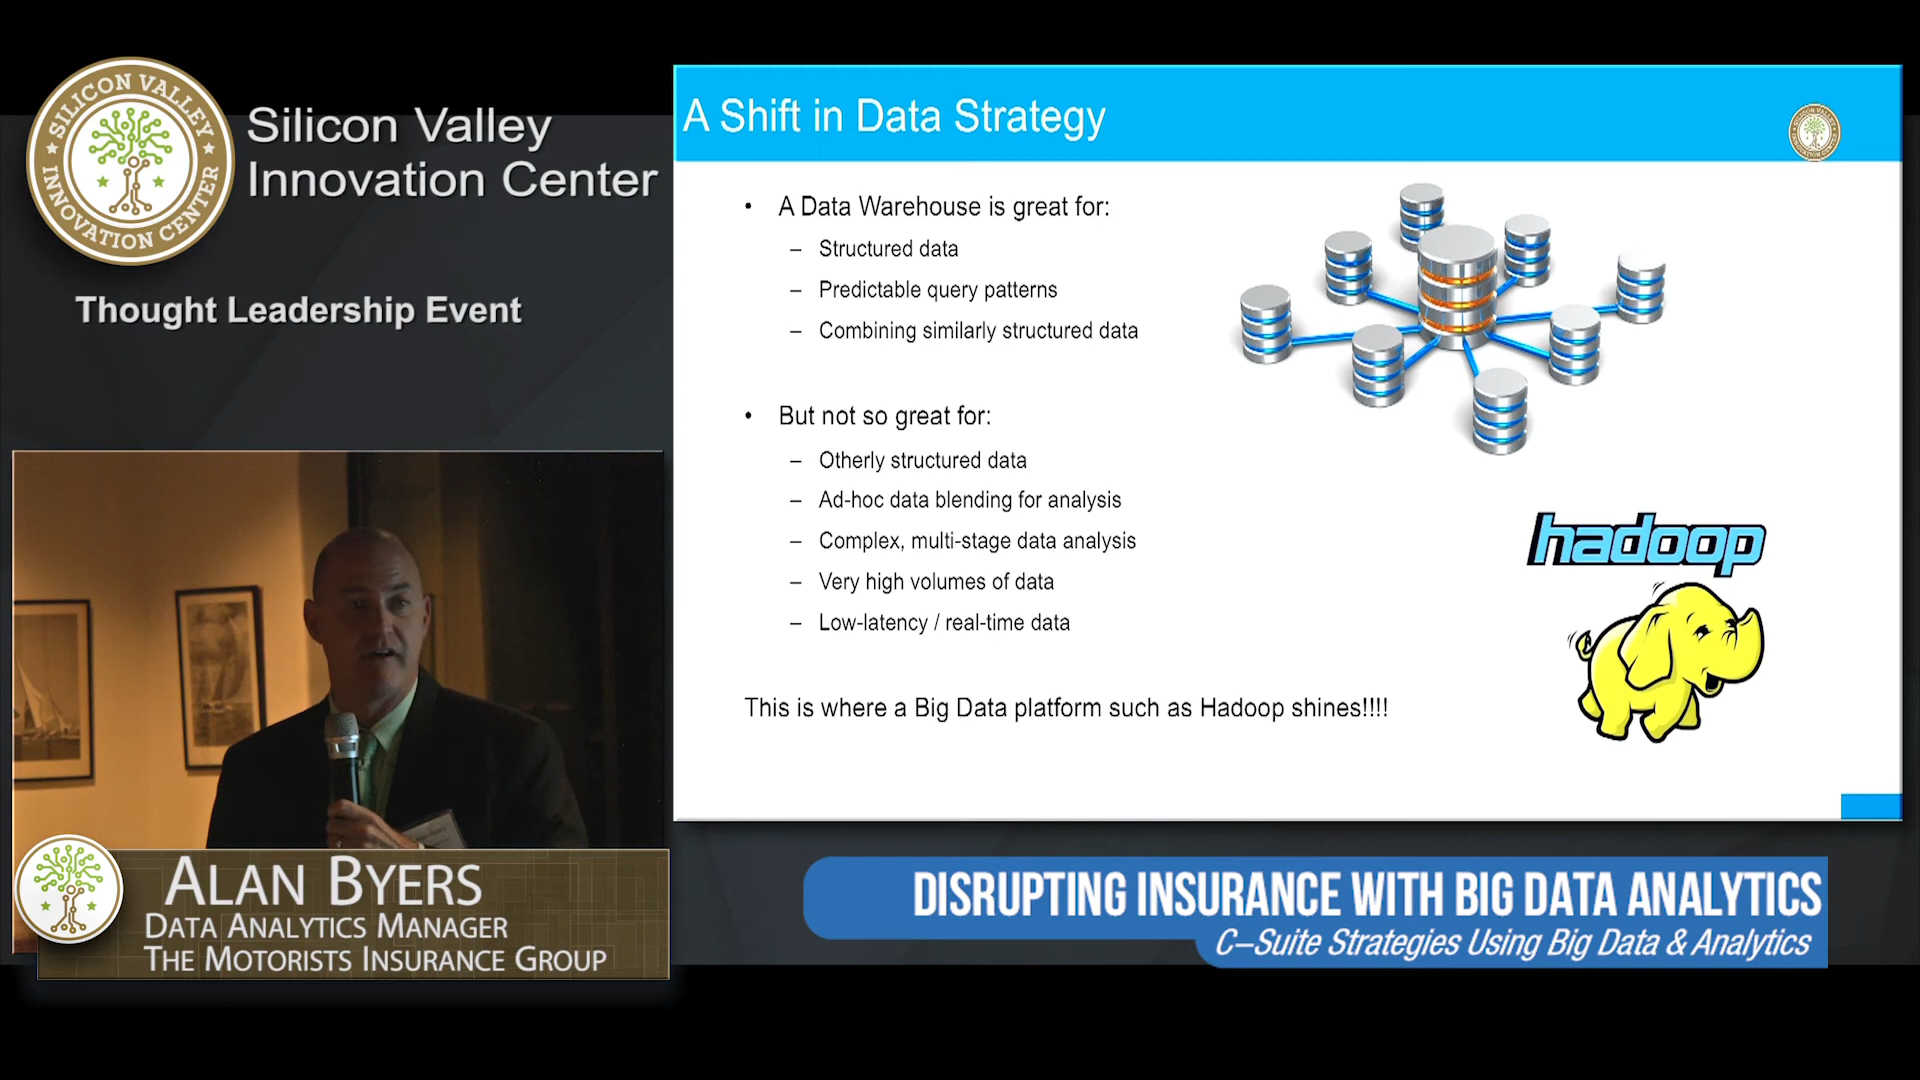 SILICON VALLEY
INNOVATION CENTER
Silicon Valley
Innovation Center
Thought Leadership Event
A Shift in Data Strategy
• A Data Warehouse is great for:
– Structured data
– Predictable query patterns
– Combining similarly structured data
• But not so great for:
– Otherly structured data
– Ad-hoc data blending for analysis
– Complex, multi-stage data analysis
– Very high volumes of data
– Low-latency / real-time data
This is where a Big Data platform such as Hadoop shines!!!!
hadoop
ALAN BYERS
DATA ANALYTICS MANAGER
THE MOTORISTS INSURANCE GROUP
DISRUPTING INSURANCE WITH BIG DATA ANALYTICS
C–Suite Strategies Using Big Data & Analytics